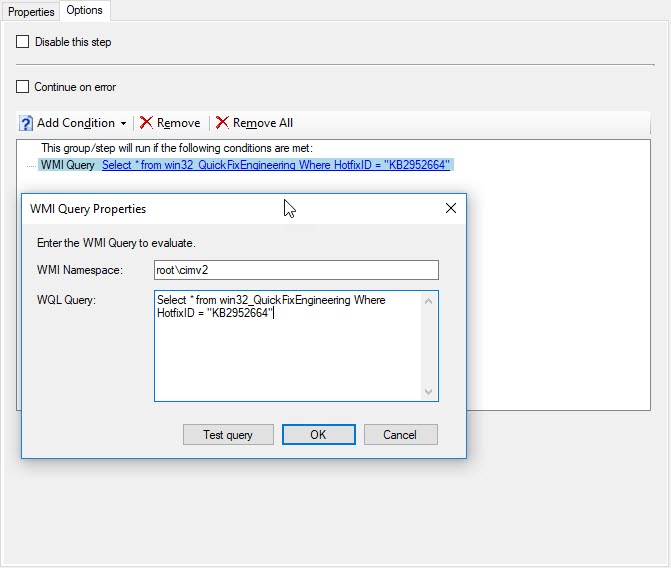 Properties
Options
Disable this step
Continue on error
Add Condition
Remove
Remove All
This group/step will run if the following conditions are met:
WMI Query Select * from win32_QuickFixEngineering Where HotfixID = "KB2952664"
WMI Query Properties
Enter the WMI Query to evaluate.
WMI Namespace:
root\cimv2
WQL Query:
Select * from win32_QuickFixEngineering Where
HotfixID = "KB2952664"
Test query
OK
Cancel